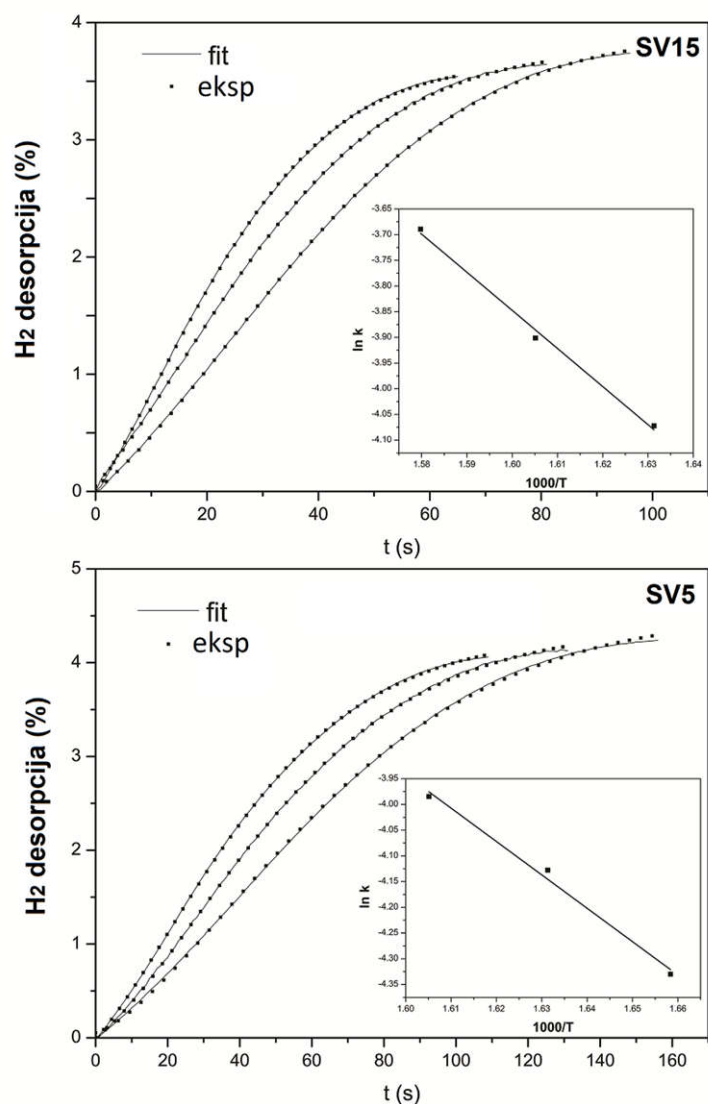 SV15
fit
eksp
H2 desorpcija (%)
4
3
2
1
0
0 20 40 60 80 100
t (s)
ln k
-3.65
-3.70
-3.75
-3.80
-3.85
-3.90
-3.95
-4.00
-4.05
-4.10
1.58 1.59 1.60 1.61 1.62 1.63 1.64
1000/T
SV5
fit
eksp
H2 desorpcija (%)
5
4
3
2
1
0
0 20 40 60 80 100 120 140 160
t (s)
ln k
-3.95
-4.00
-4.05
-4.10
-4.15
-4.20
-4.25
-4.30
-4.35
1.60 1.61 1.62 1.63 1.64 1.65 1.66
1000/T